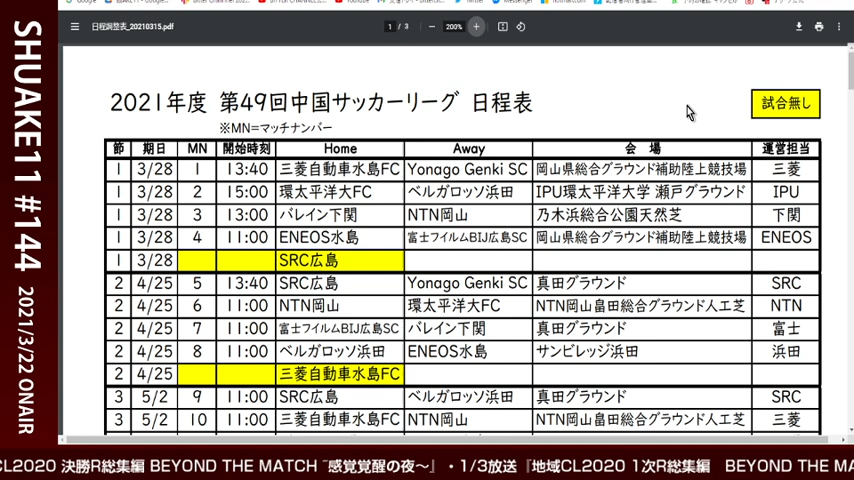 SHUAKE11 #144 2021/3/22 ONAIR
日程調整表_20210315.pdf 1 / 3 200%
2021年度 第49回中国サッカーリーグ 日程表
試合無し
※MN=マッチナンバー
節 期日 MN 開始時刻 Home Away 会 場 運営担当
1 3/28 1 13:40 三菱自動車水島FC Yonago Genki SC 岡山県総合グラウンド補助陸上競技場 三菱
1 3/28 2 15:00 環太平洋大FC ベルガロッソ浜田 IPU環太平洋大学 瀬戸グラウンド IPU
1 3/28 3 13:00 バレイン下関 NTN岡山 乃木浜総合公園天然芝 下関
1 3/28 4 11:00 ENEOS水島 富士フイルムBIJ広島SC 岡山県総合グラウンド補助陸上競技場 ENEOS
1 3/28 SRC広島
2 4/25 5 13:40 SRC広島 Yonago Genki SC 真田グラウンド SRC
2 4/25 6 11:00 NTN岡山 環太平洋大FC NTN岡山畠田総合グラウンド人工芝 NTN
2 4/25 7 11:00 富士フイルムBIJ広島SC バレイン下関 真田グラウンド 富士
2 4/25 8 11:00 ベルガロッソ浜田 ENEOS水島 サンビレッジ浜田 浜田
2 4/25 三菱自動車水島FC
3 5/2 9 11:00 SRC広島 ベルガロッソ浜田 真田グラウンド SRC
3 5/2 10 11:00 三菱自動車水島FC NTN岡山 NTN岡山畠田総合グラウンド人工芝 三菱
CL2020 決勝R総集編 BEYOND THE MATCH ~感覚覚醒の夜～』・1/3放送『地域CL2020 1次R総集編 BEYOND THE MA